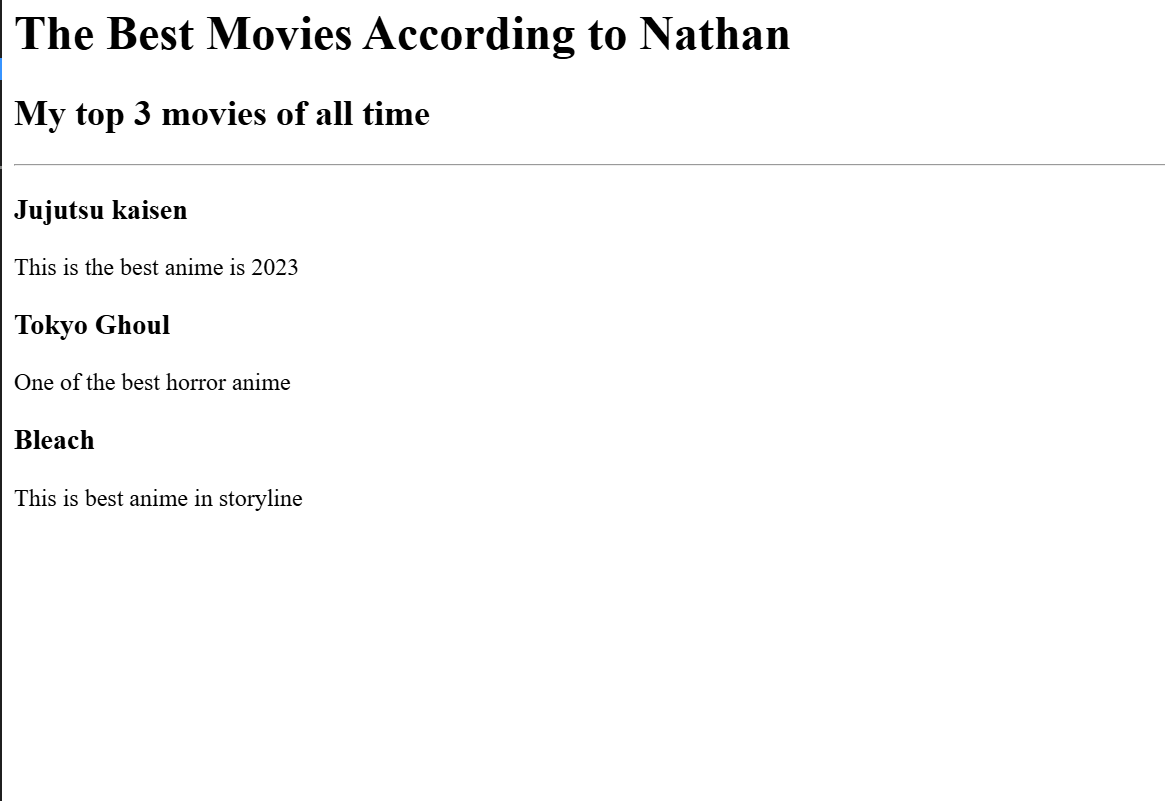 The Best Movies According to Nathan
My top 3 movies of all time
Jujutsu kaisen
This is the best anime is 2023
Tokyo Ghoul
One of the best horror anime
Bleach
This is best anime in storyline